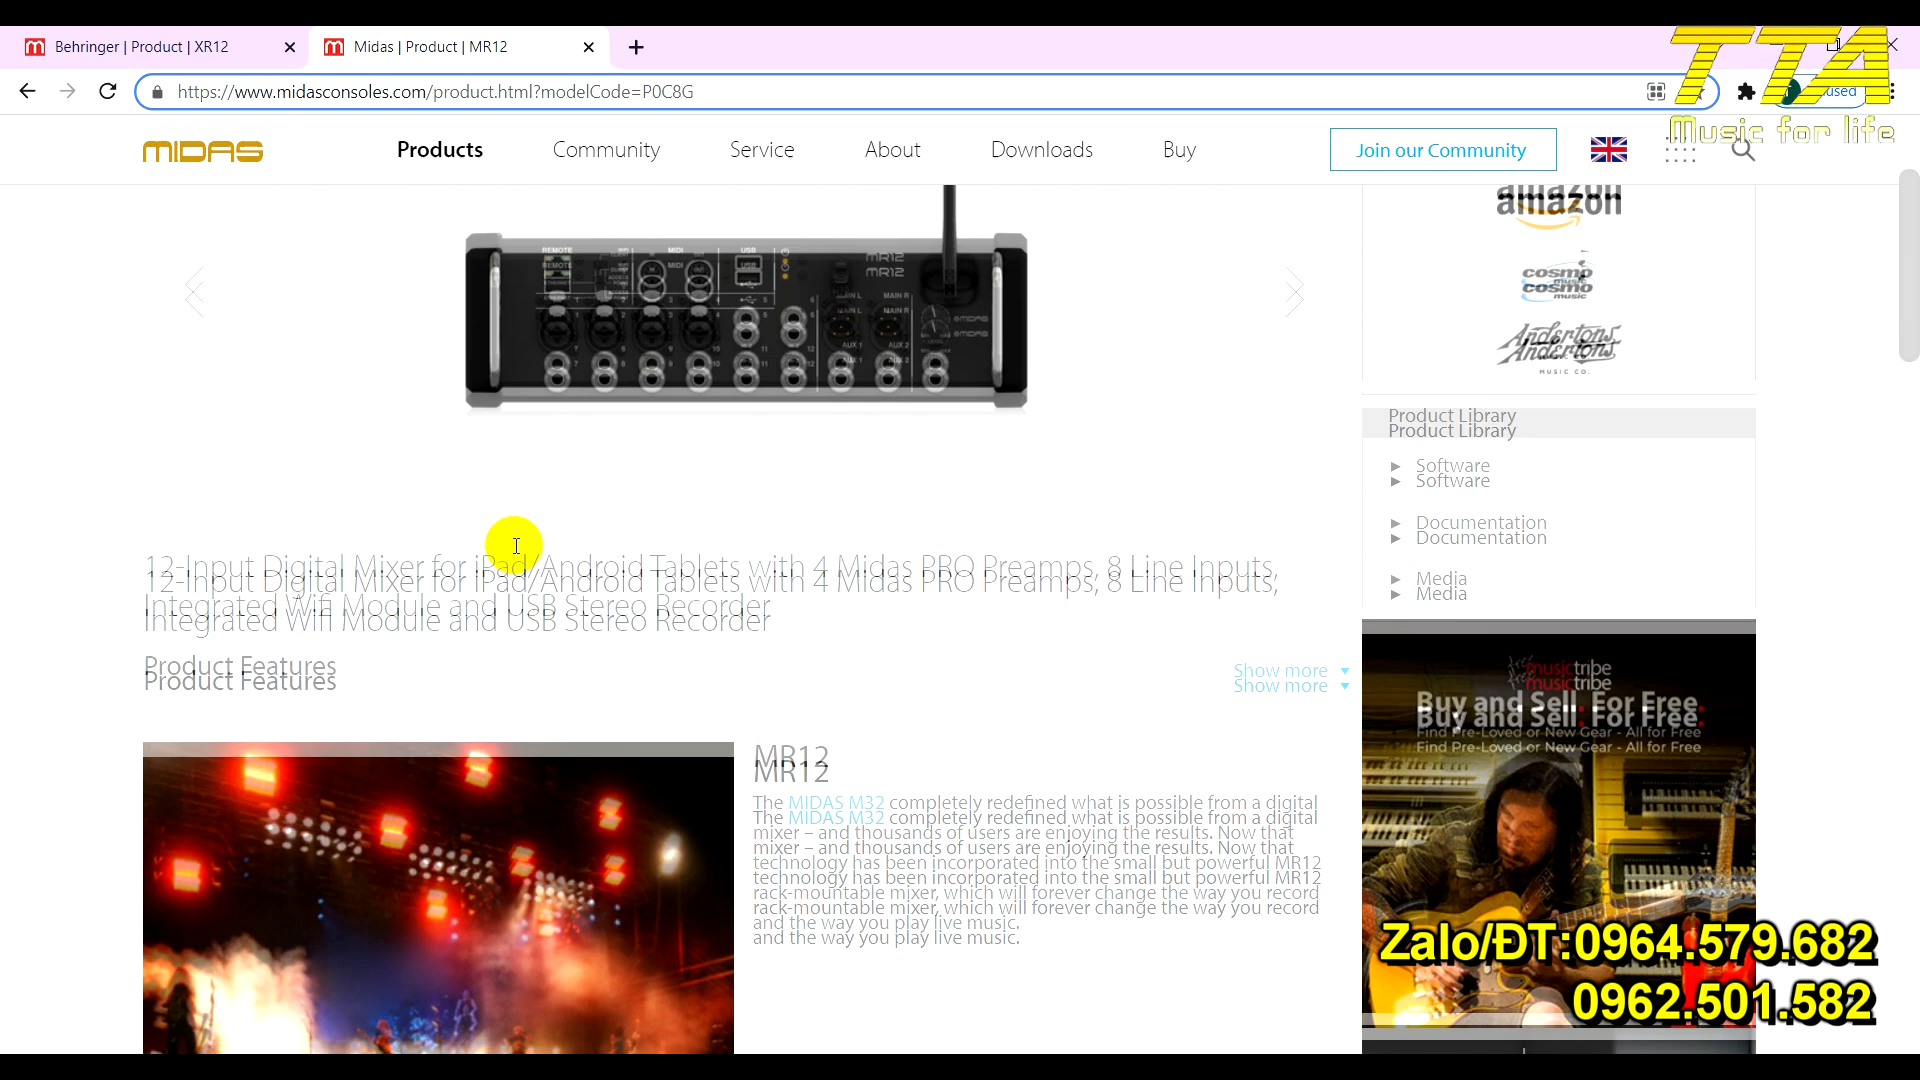 Behringer | Product | XR12
Midas | Product | MR12
https://www.midasconsoles.com/product.html?modelCode=P0C8G
TTA
Music for life
MIDAS
Products
Community
Service
About
Downloads
Buy
Join our Community
amazon
cosmo
music
Andertons
MUSIC CO.
REMOTE
MIDI
USB
MR12
MAIN L
MAIN R
AUX 1
AUX 2
MIDAS
Product Library
Software
Documentation
Media
12-Input Digital Mixer for iPad/Android Tablets with 4 Midas PRO Preamps, 8 Line Inputs,
Integrated Wifi Module and USB Stereo Recorder
Product Features
Show more
MR12
The MIDAS M32 completely redefined what is possible from a digital
mixer – and thousands of users are enjoying the results. Now that
technology has been incorporated into the small but powerful MR12
rack-mountable mixer, which will forever change the way you record
and the way you play live music.
musictribe
Buy and Sell. For Free.
Find Pre-Loved or New Gear - All for Free
Zalo/ĐT:0964.579.682
0962.501.582